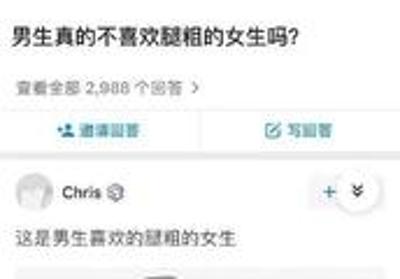 男生真的不喜欢腿粗的女生吗?
查看全部 2,988 个回答 >
邀请回答
写回答
Chris
这是男生喜欢的腿粗的女生